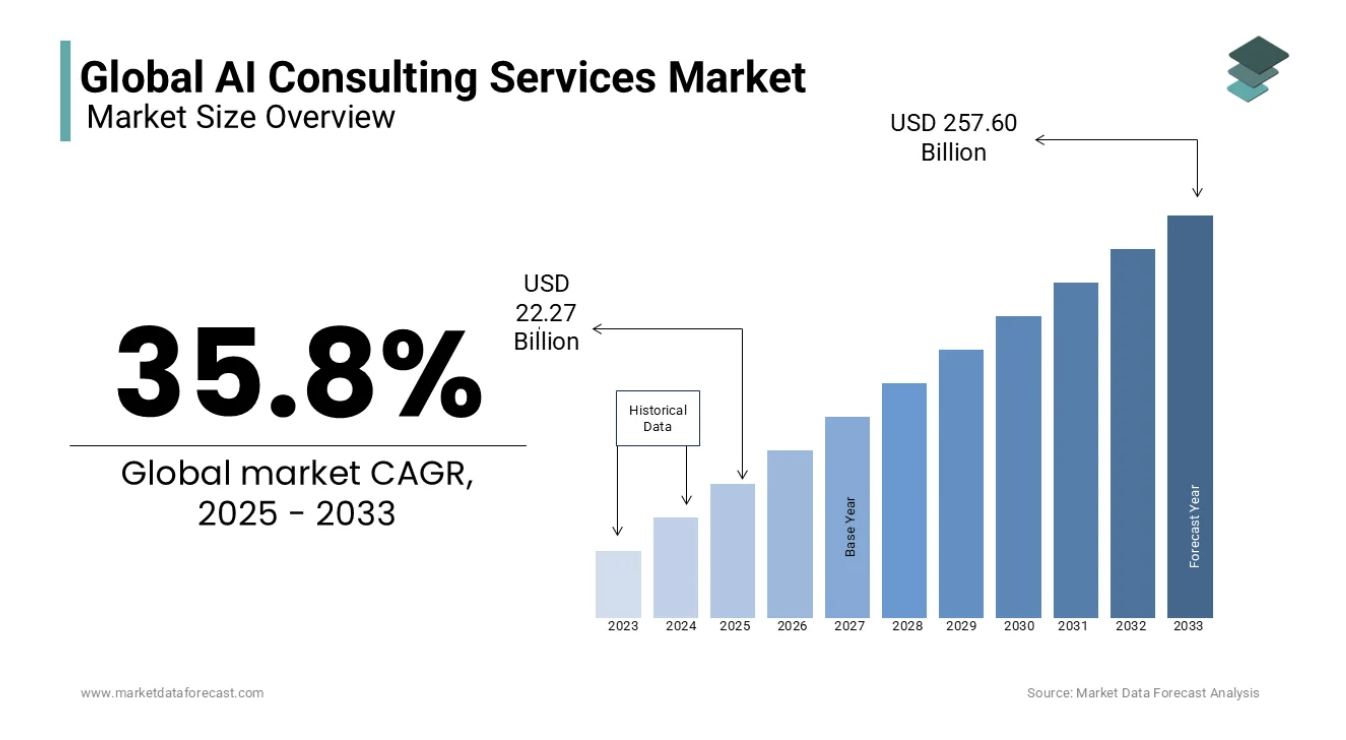 Global AI Consulting Services Market
Market Size Overview
USD 257.60
Billion
USD
22.27
Billion
35.8%
Global market CAGR,
2025 - 2033
Historical
Data
Base Year
Forecast Year
2023 2024 2025 2026 2027 2028 2029 2030 2031 2032 2033
www.marketdataforecast.com
Source: Market Data Forecast Analysis